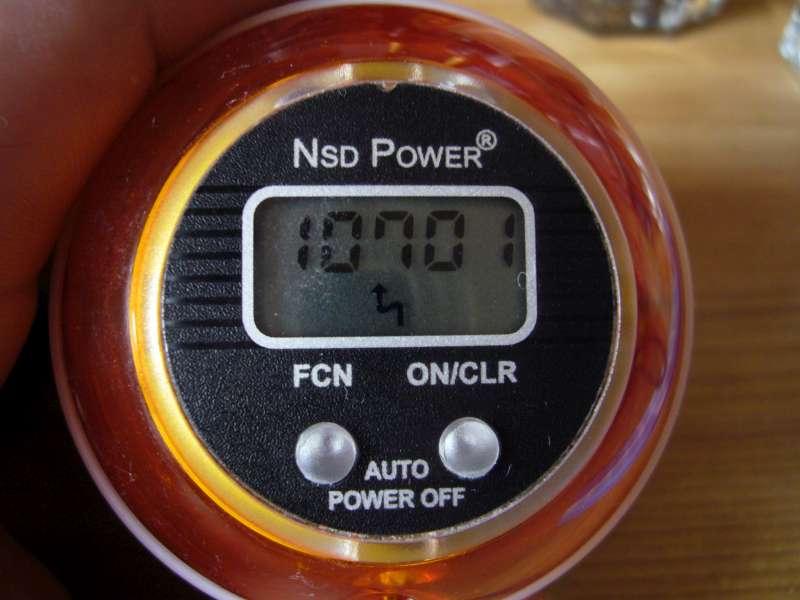 NSD POWER®
10701
FCN ON/CLR
AUTO
POWER OFF